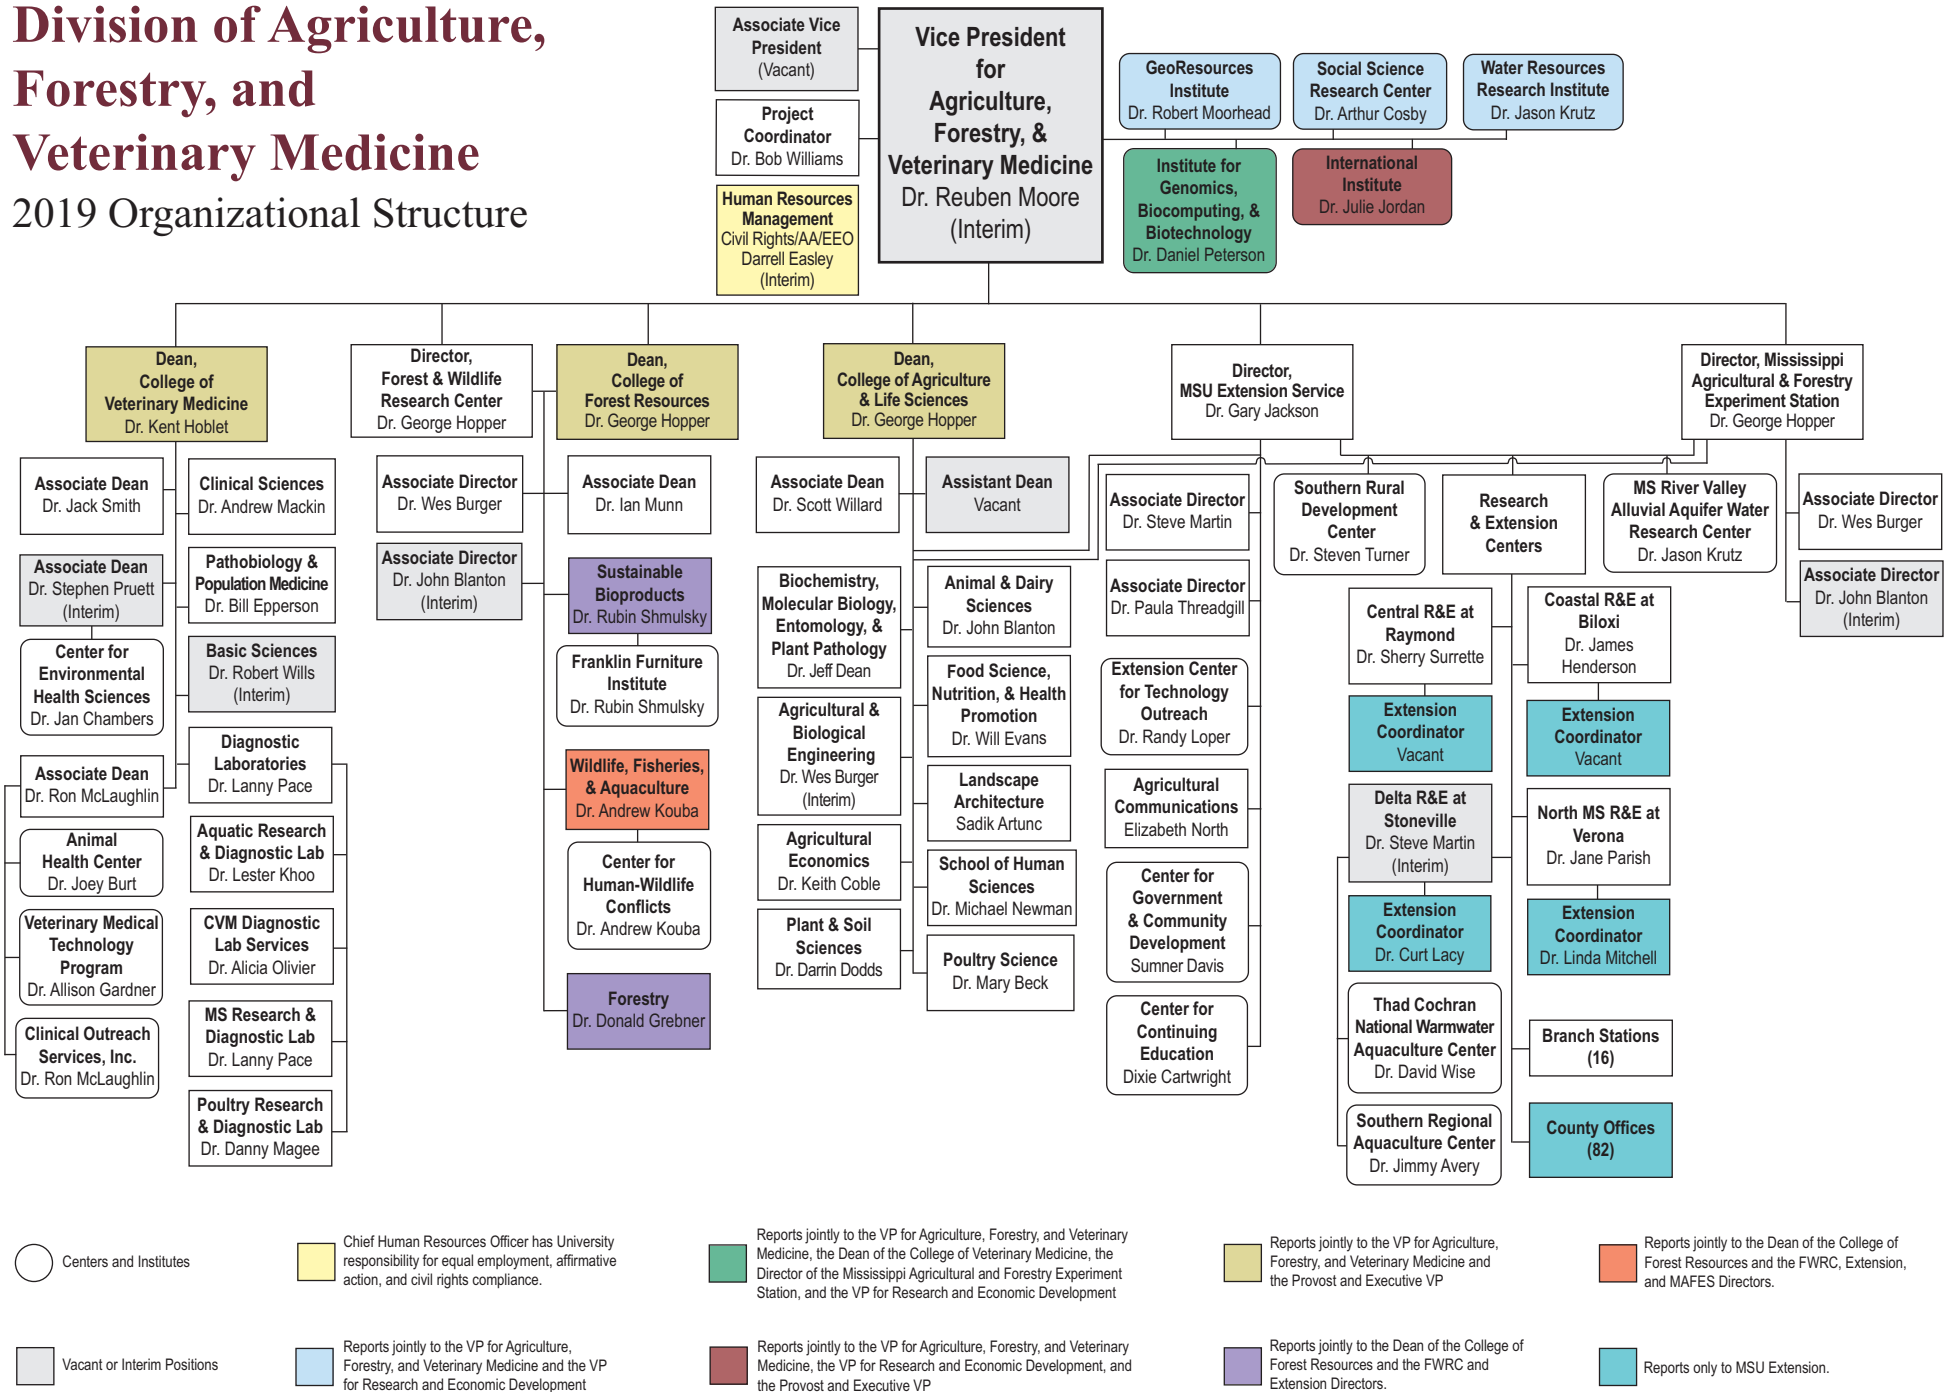 Division of Agriculture,
Forestry, and
Veterinary Medicine
2019 Organizational Structure
Associate Vice
President
(Vacant)
Project
Coordinator
Dr. Bob Williams
Human Resources
Management
Civil Rights/AA/EEO
Darrell Easley
(Interim)
Vice President
for
Agriculture,
Forestry, &
Veterinary Medicine
Dr. Reuben Moore
(Interim)
GeoResources
Institute
Dr. Robert Moorhead
Social Science
Research Center
Dr. Arthur Cosby
Water Resources
Research Institute
Dr. Jason Krutz
Institute for
Genomics,
Biocomputing, &
Biotechnology
Dr. Daniel Peterson
International
Institute
Dr. Julie Jordan
Dean,
College of
Veterinary Medicine
Dr. Kent Hoblet
Director,
Forest & Wildlife
Research Center
Dr. George Hopper
Dean,
College of
Forest Resources
Dr. George Hopper
Dean,
College of Agriculture
& Life Sciences
Dr. George Hopper
Director,
MSU Extension Service
Dr. Gary Jackson
Director, Mississippi
Agricultural & Forestry
Experiment Station
Dr. George Hopper
Associate Dean
Dr. Jack Smith
Clinical Sciences
Dr. Andrew Mackin
Associate Dean
Dr. Stephen Pruett
(Interim)
Pathobiology &
Population Medicine
Dr. Bill Epperson
Center for
Environmental
Health Sciences
Dr. Jan Chambers
Basic Sciences
Dr. Robert Wills
(Interim)
Associate Dean
Dr. Ron McLaughlin
Diagnostic
Laboratories
Dr. Lanny Pace
Animal
Health Center
Dr. Joey Burt
Aquatic Research
& Diagnostic Lab
Dr. Lester Khoo
Veterinary Medical
Technology
Program
Dr. Allison Gardner
CVM Diagnostic
Lab Services
Dr. Alicia Olivier
Clinical Outreach
Services, Inc.
Dr. Ron McLaughlin
MS Research &
Diagnostic Lab
Dr. Lanny Pace
Poultry Research
& Diagnostic Lab
Dr. Danny Magee
Associate Director
Dr. Wes Burger
Associate Director
Dr. John Blanton
(Interim)
Associate Dean
Dr. Ian Munn
Sustainable
Bioproducts
Dr. Rubin Shmulsky
Franklin Furniture
Institute
Dr. Rubin Shmulsky
Wildlife, Fisheries,
& Aquaculture
Dr. Andrew Kouba
Center for
Human-Wildlife
Conflicts
Dr. Andrew Kouba
Forestry
Dr. Donald Grebner
Associate Dean
Dr. Scott Willard
Assistant Dean
Vacant
Biochemistry,
Molecular Biology,
Entomology, &
Plant Pathology
Dr. Jeff Dean
Animal & Dairy
Sciences
Dr. John Blanton
Agricultural &
Biological
Engineering
Dr. Wes Burger
(Interim)
Food Science,
Nutrition, & Health
Promotion
Dr. Will Evans
Landscape
Architecture
Sadik Artunc
Agricultural
Economics
Dr. Keith Coble
School of Human
Sciences
Dr. Michael Newman
Plant & Soil
Sciences
Dr. Darrin Dodds
Poultry Science
Dr. Mary Beck
Associate Director
Dr. Steve Martin
Associate Director
Dr. Paula Threadgill
Extension Center
for Technology
Outreach
Dr. Randy Loper
Agricultural
Communications
Elizabeth North
Center for
Government
& Community
Development
Sumner Davis
Center for
Continuing
Education
Dixie Cartwright
Southern Rural
Development
Center
Dr. Steven Turner
Research
& Extension
Centers
MS River Valley
Alluvial Aquifer Water
Research Center
Dr. Jason Krutz
Associate Director
Dr. Wes Burger
Associate Director
Dr. John Blanton
(Interim)
Central R&E at
Raymond
Dr. Sherry Surrette
Coastal R&E at
Biloxi
Dr. James
Henderson
Extension
Coordinator
Vacant
Extension
Coordinator
Vacant
Delta R&E at
Stoneville
Dr. Steve Martin
(Interim)
North MS R&E at
Verona
Dr. Jane Parish
Extension
Coordinator
Dr. Curt Lacy
Extension
Coordinator
Dr. Linda Mitchell
Thad Cochran
National Warmwater
Aquaculture Center
Dr. David Wise
Branch Stations
(16)
Southern Regional
Aquaculture Center
Dr. Jimmy Avery
County Offices
(82)
Centers and Institutes
Chief Human Resources Officer has University
responsibility for equal employment, affirmative
action, and civil rights compliance.
Reports jointly to the VP for Agriculture, Forestry, and Veterinary
Medicine, the Dean of the College of Veterinary Medicine, the
Director of the Mississippi Agricultural and Forestry Experiment
Station, and the VP for Research and Economic Development
Reports jointly to the VP for Agriculture,
Forestry, and Veterinary Medicine and
the Provost and Executive VP
Reports jointly to the Dean of the College of
Forest Resources and the FWRC, Extension,
and MAFES Directors.
Vacant or Interim Positions
Reports jointly to the VP for Agriculture,
Forestry, and Veterinary Medicine and the VP
for Research and Economic Development
Reports jointly to the VP for Agriculture, Forestry, and Veterinary
Medicine, the VP for Research and Economic Development, and
the Provost and Executive VP
Reports jointly to the Dean of the College of
Forest Resources and the FWRC and
Extension Directors.
Reports only to MSU Extension.